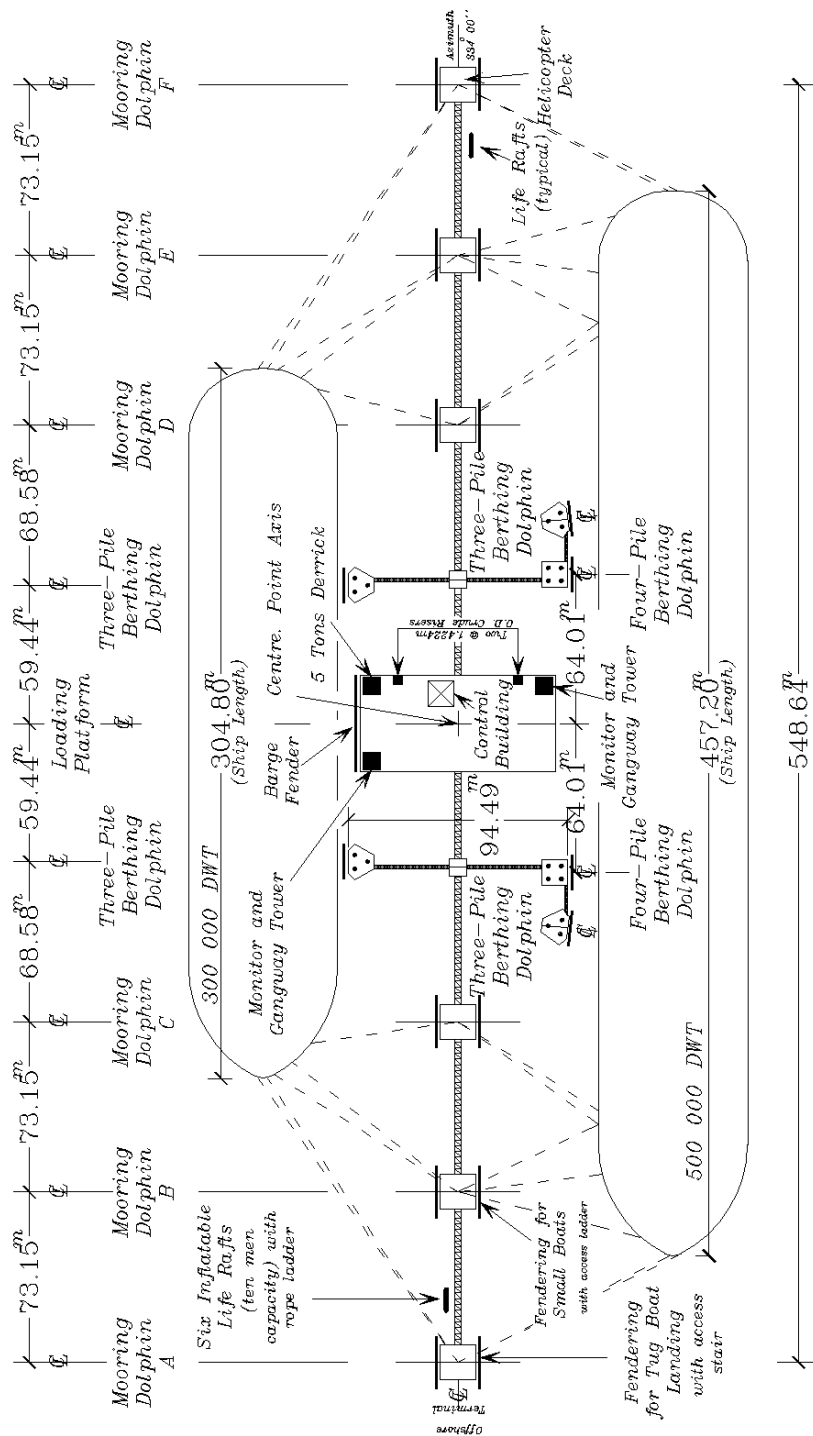 73.15m
73.15m
68.58m
59.44m
59.44m
68.58m
73.15m
73.15m
℄
℄
℄
℄
℄
℄
℄
℄
℄
Mooring
Dolphin
A
Mooring
Dolphin
B
Mooring
Dolphin
C
Three-Pile
Berthing
Dolphin
Loading
Platform
Three-Pile
Berthing
Dolphin
Mooring
Dolphin
D
Mooring
Dolphin
E
Mooring
Dolphin
F
300 000 DWT
304.80m
(Ship Length)
Six Inflatable
Life Rafts
(ten men
capacity) with
rope ladder
Monitor and
Gangway Tower
Barge
Fender
Centre Point Axis
5 Tons Derrick
Two @ 1.4224m
O.D. Crude Risers
Control
Building
94.49m
Offshore
Terminal
℄
Azimuth
334° 00''
Three-Pile
Berthing
Dolphin
Three-Pile
Berthing
Dolphin
Life Rafts
(typical)
Helicopter
Deck
Fendering for
Small Boats
with access ladder
℄
℄
64.01m
64.01m
℄
℄
Fendering
for Tug Boat
Landing
with access
stair
Four-Pile
Berthing
Dolphin
Monitor and
Gangway Tower
Four-Pile
Berthing
Dolphin
500 000 DWT
457.20m
(Ship Length)
548.64m